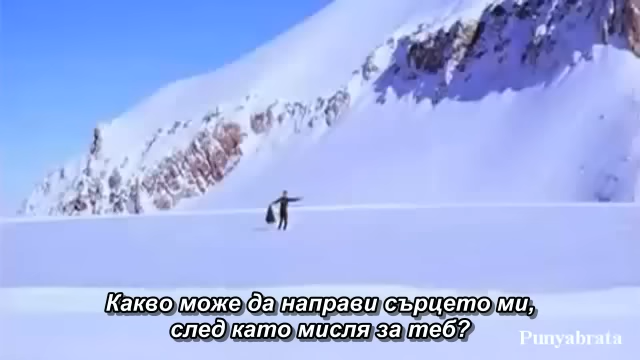 Какво може да направи сърцето ми,
след като мисля за теб?
Punyabrata